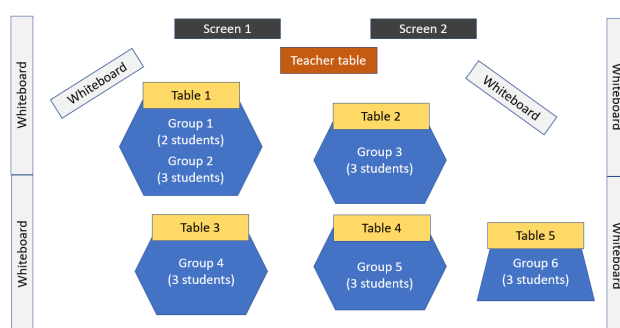 Screen 1
Screen 2
Teacher table
Whiteboard
Whiteboard
Whiteboard
Whiteboard
Table 1
Group 1
(2 students)
Group 2
(3 students)
Table 2
Group 3
(3 students)
Whiteboard
Whiteboard
Table 3
Group 4
(3 students)
Table 4
Group 5
(3 students)
Table 5
Group 6
(3 students)